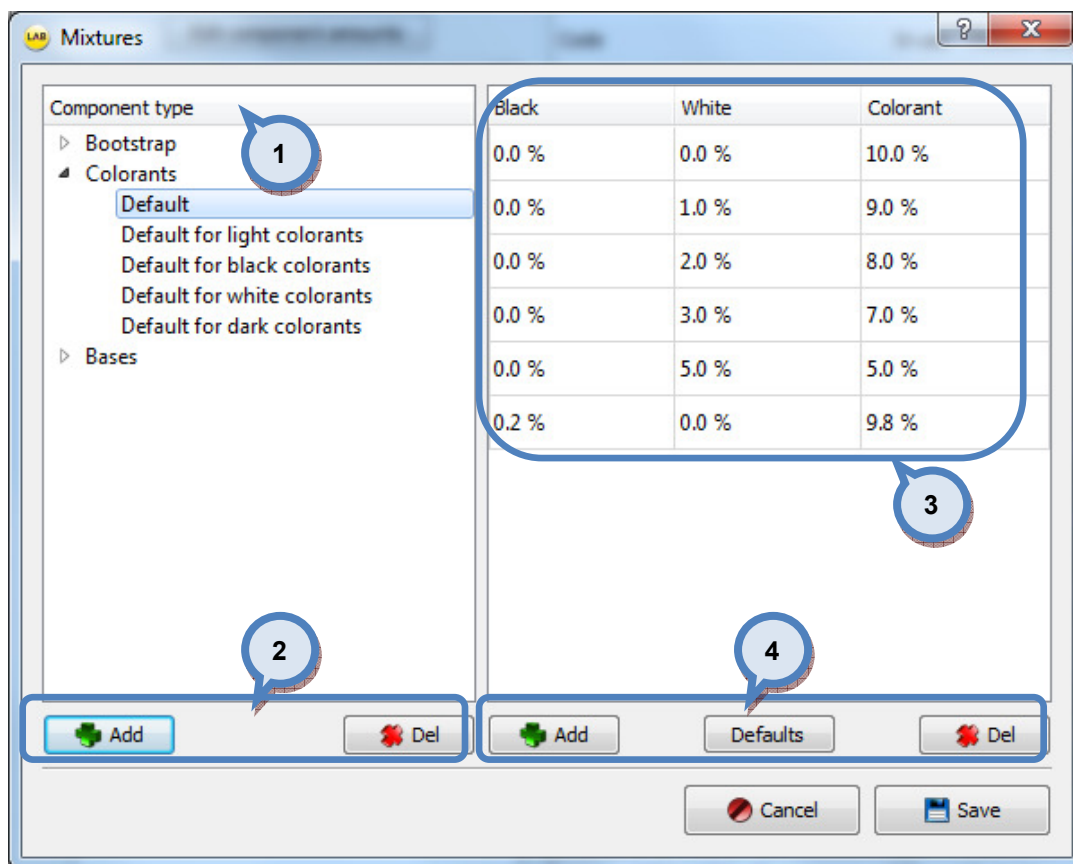 LAB Mixtures
Component type
Bootstrap
Colorants
Default
Default for light colorants
Default for black colorants
Default for white colorants
Default for dark colorants
Bases
1
Black White Colorant
0.0 % 0.0 % 10.0 %
0.0 % 1.0 % 9.0 %
0.0 % 2.0 % 8.0 %
0.0 % 3.0 % 7.0 %
0.0 % 5.0 % 5.0 %
0.2 % 0.0 % 9.8 %
3
2
4
Add Del Add Defaults Del
Cancel Save